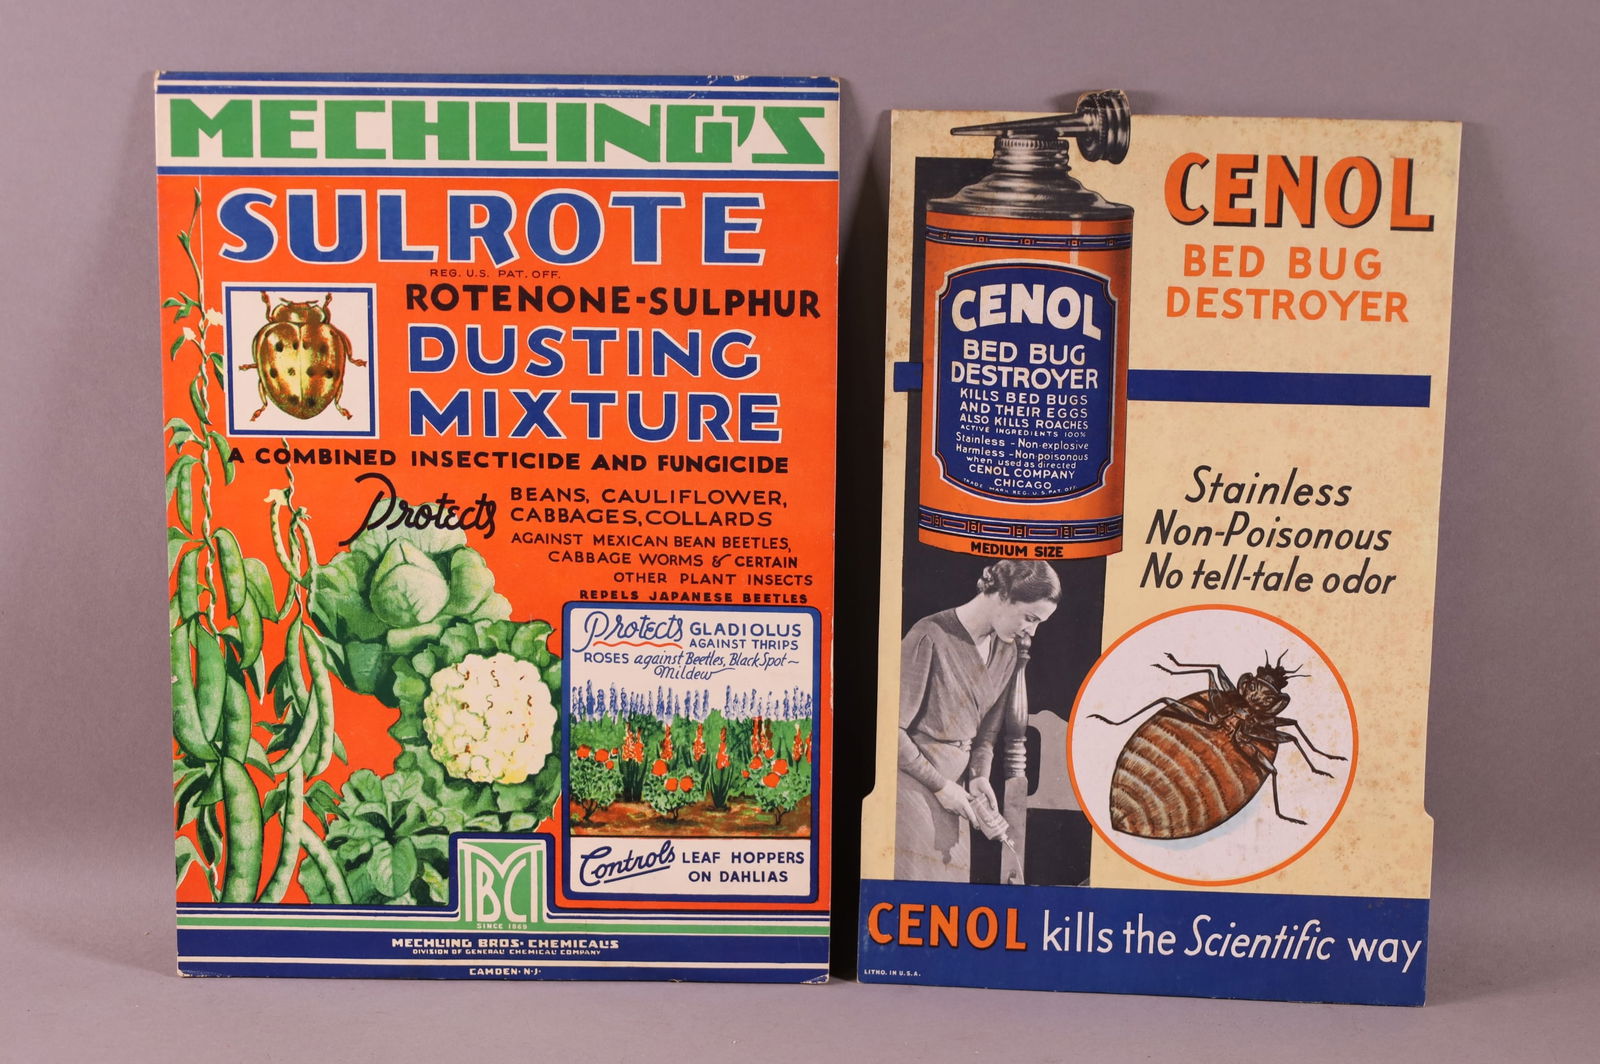 MECHLING'S
SULROTE
REG. U.S. PAT. OFF.
ROTENONE-SULPHUR
DUSTING
MIXTURE
A COMBINED INSECTICIDE AND FUNGICIDE
Protects BEANS, CAULIFLOWER,
CABBAGES, COLLARDS
AGAINST MEXICAN BEAN BEETLES,
CABBAGE WORMS & CERTAIN
OTHER PLANT INSECTS
REPELS JAPANESE BEETLES
Protects GLADIOLUS
AGAINST THRIPS
ROSES against Beetles, Black Spot ~
Mildew
Controls LEAF HOPPERS
ON DAHLIAS
MBC
SINCE 1869
MECHLING BROS· CHEMICALS
DIVISION OF GENERAL CHEMICAL COMPANY
CAMDEN· N·J·
CENOL
BED BUG
DESTROYER
CENOL
BED BUG
DESTROYER
KILLS BED BUGS
AND THEIR EGGS
ALSO KILLS ROACHES
ACTIVE INGREDIENTS 100%
Stainless - Non-explosive
Harmless - Non-poisonous
when used as directed
CENOL COMPANY
CHICAGO
TRADE MARK REG. U.S. PAT. OFF.
MEDIUM SIZE
Stainless
Non-Poisonous
No tell-tale odor
CENOL kills the Scientific way
LITHO. IN U.S.A.